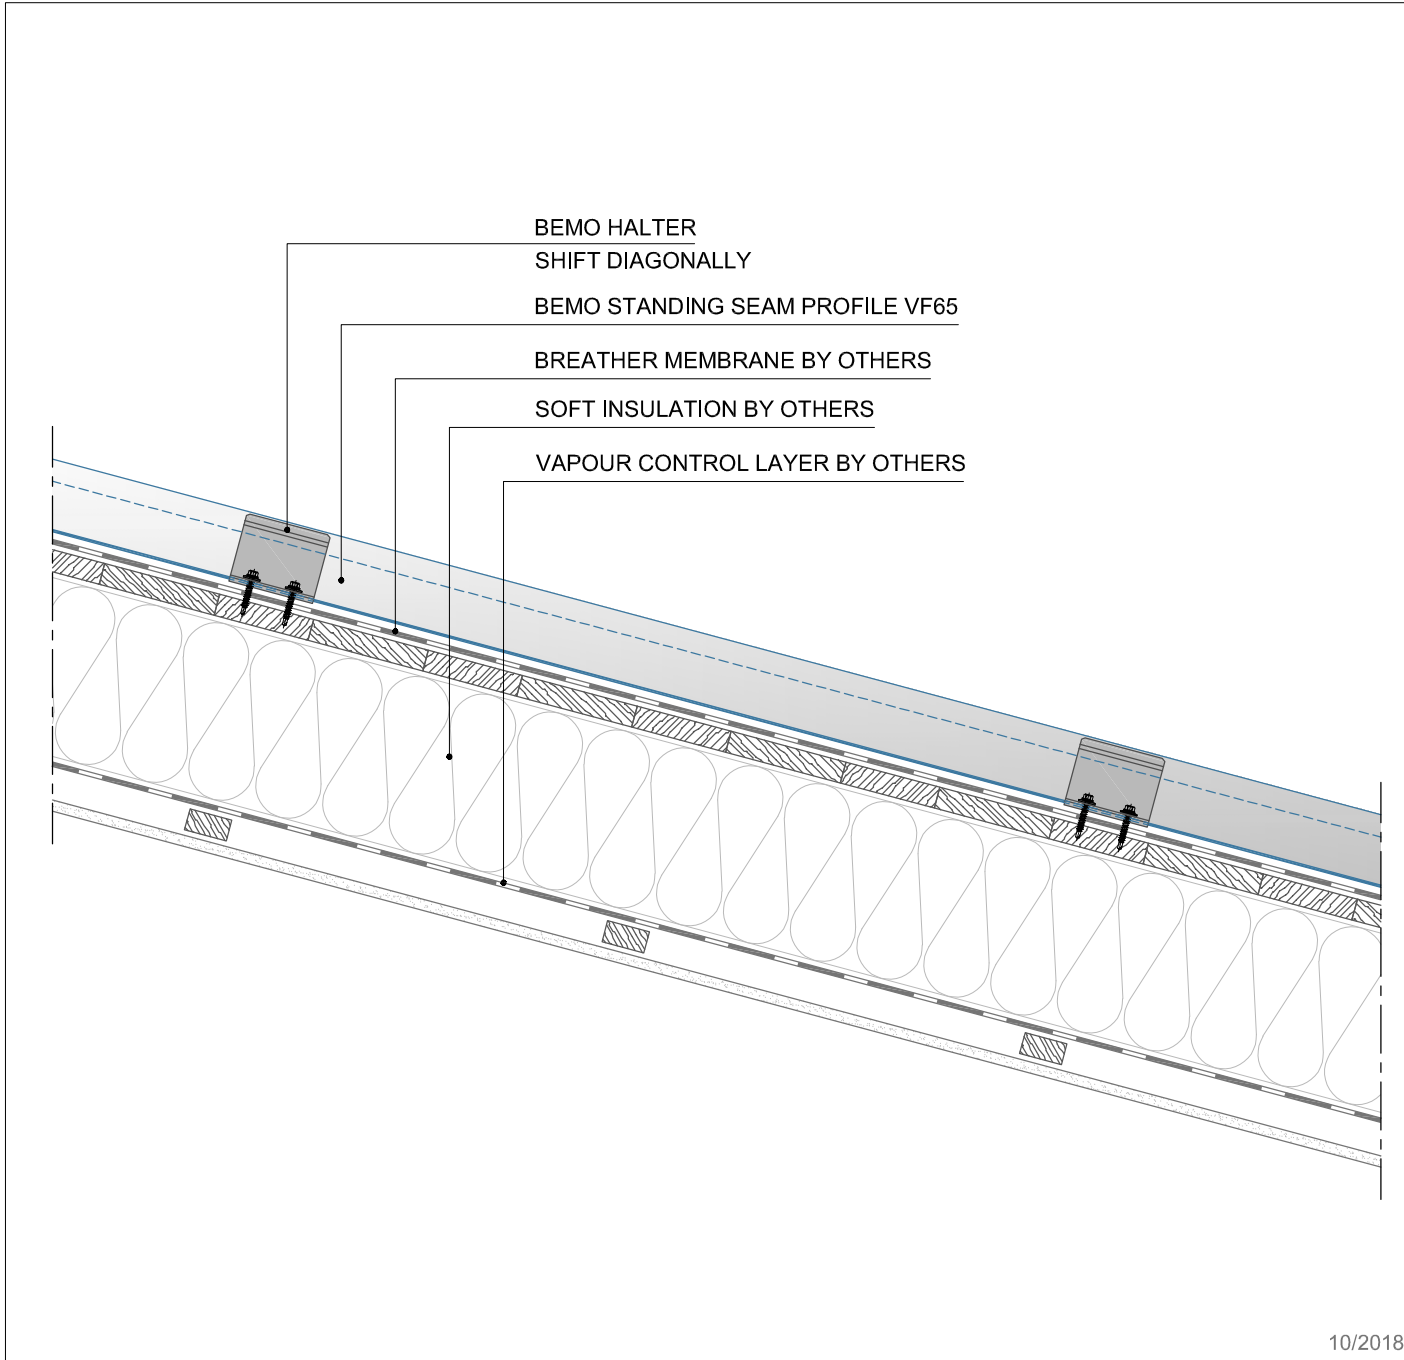 BEMO HALTER
SHIFT DIAGONALLY
BEMO STANDING SEAM PROFILE VF65
BREATHER MEMBRANE BY OTHERS
SOFT INSULATION BY OTHERS
VAPOUR CONTROL LAYER BY OTHERS
10/2018